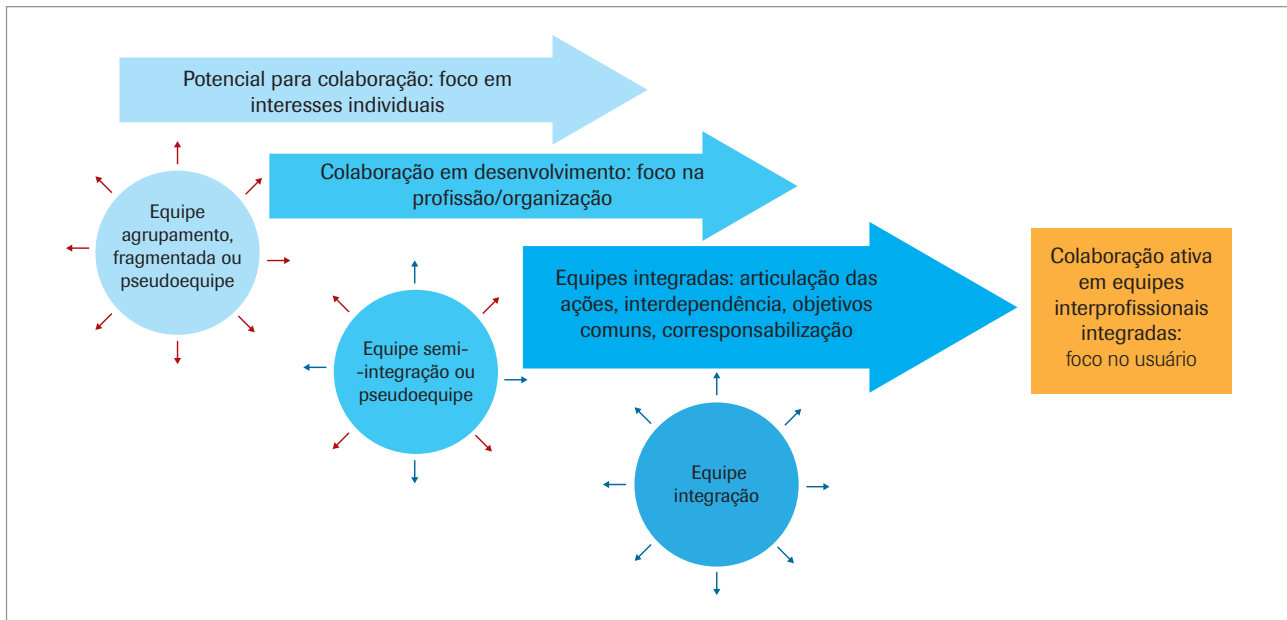 Potencial para colaboração: foco em
interesses individuais
Equipe
agrupamento,
fragmentada ou
pseudoequipe
Colaboração em desenvolvimento: foco na
profissão/organização
Equipe semi-
-integração ou
pseudoequipe
Equipes integradas: articulação das
ações, interdependência, objetivos
comuns, corresponsabilização
Equipe
integração
Colaboração ativa
em equipes
interprofissionais
integradas:
foco no usuário